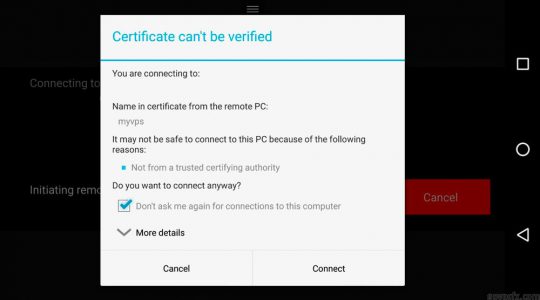 Certificate can't be verified
You are connecting to:
Connecting to
Name in certificate from the remote PC:
myvps
It may not be safe to connect to this PC because of the following
reasons:
Not from a trusted certifying authority
Do you want to connect anyway?
Initiating remo
Cancel
Don't ask me again for connections to this computer
More details
Cancel
Connect